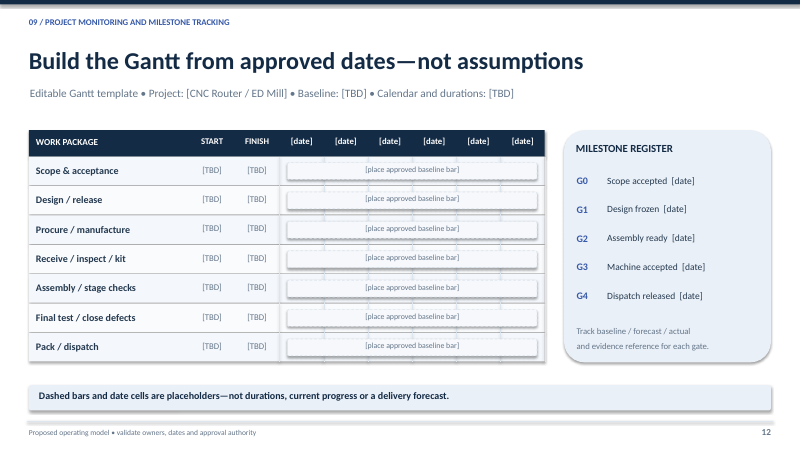 09 / PROJECT MONITORING AND MILESTONE TRACKING
Build the Gantt from approved dates—not assumptions
Editable Gantt template • Project: [CNC Router / ED Mill] • Baseline: [TBD] • Calendar and durations: [TBD]
WORK PACKAGE START FINISH [date] [date] [date] [date] [date] [date]
Scope & acceptance [TBD] [TBD] [place approved baseline bar]
Design / release [TBD] [TBD] [place approved baseline bar]
Procure / manufacture [TBD] [TBD] [place approved baseline bar]
Receive / inspect / kit [TBD] [TBD] [place approved baseline bar]
Assembly / stage checks [TBD] [TBD] [place approved baseline bar]
Final test / close defects [TBD] [TBD] [place approved baseline bar]
Pack / dispatch [TBD] [TBD] [place approved baseline bar]
MILESTONE REGISTER
G0 Scope accepted [date]
G1 Design frozen [date]
G2 Assembly ready [date]
G3 Machine accepted [date]
G4 Dispatch released [date]
Track baseline / forecast / actual
and evidence reference for each gate.
Dashed bars and date cells are placeholders—not durations, current progress or a delivery forecast.
Proposed operating model • validate owners, dates and approval authority
12